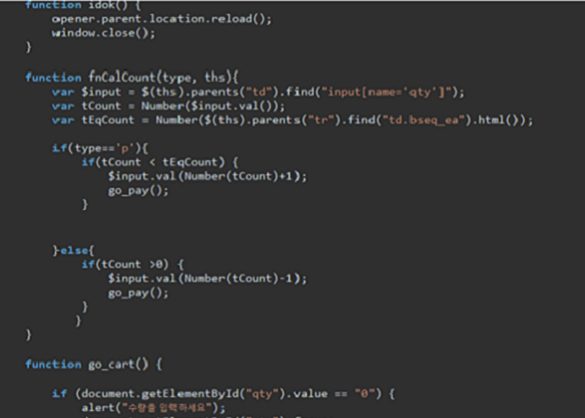 function idok() {
opener.parent.location.reload();
window.close();
}
function fnCalCount(type, ths){
var $input = $(ths).parents("td").find("input[name='qty']");
var tCount = Number($input.val());
var tEqCount = Number($(ths).parents("tr").find("td.bseq_ea").html());
if(type=='p'){
if(tCount < tEqCount) {
$input.val(Number(tCount)+1);
go_pay();
}
}else{
if(tCount >0) {
$input.val(Number(tCount)-1);
go_pay();
}
}
}
function go_cart() {
if (document.getElementById("qty").value == "0") {
alert("수량을 입력하세요");